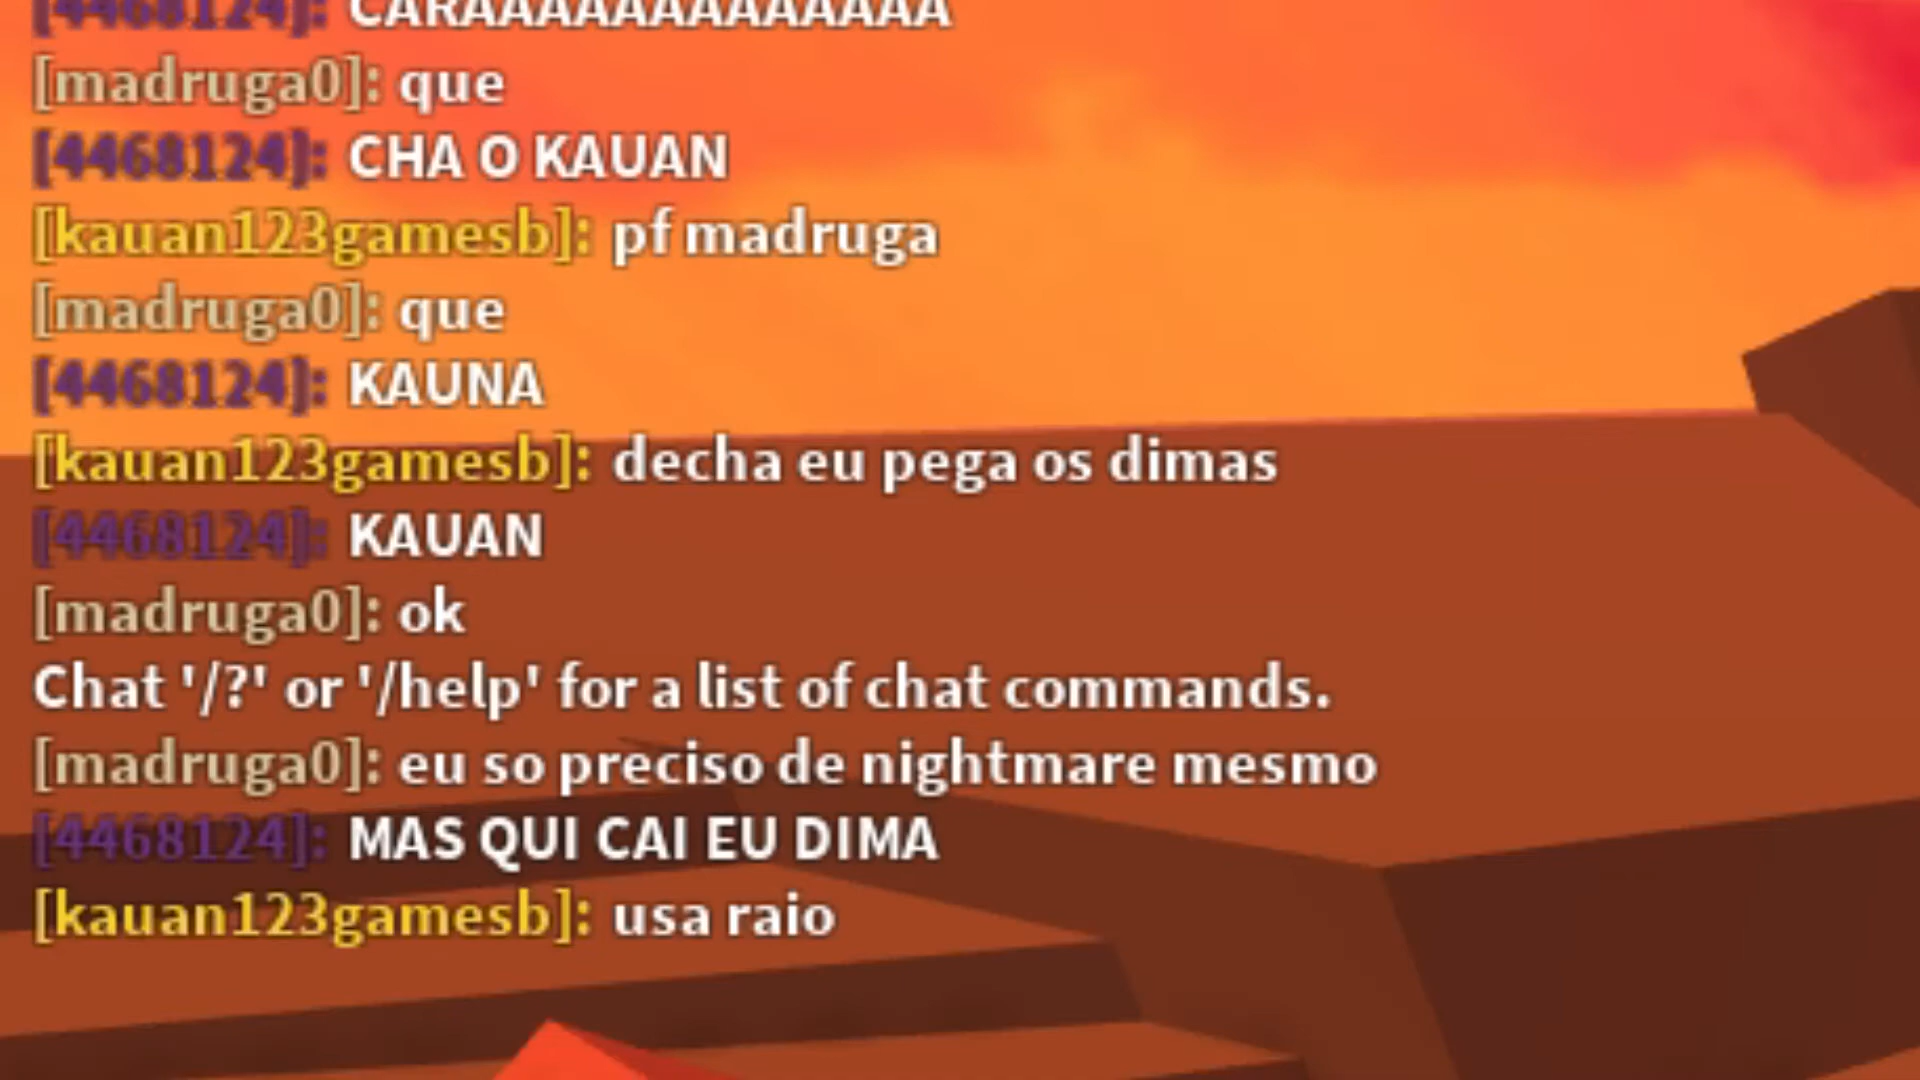 [4468124]: CARAAAAAAAAAAAAA
[madruga0]: que
[4468124]: CHA O KAUAN
[kauan123gamesb]: pf madruga
[madruga0]: que
[4468124]: KAUNA
[kauan123gamesb]: decha eu pega os dimas
[4468124]: KAUAN
[madruga0]: ok
Chat '/?' or '/help' for a list of chat commands.
[madruga0]: eu so preciso de nightmare mesmo
[4468124]: MAS QUI CAI EU DIMA
[kauan123gamesb]: usa raio